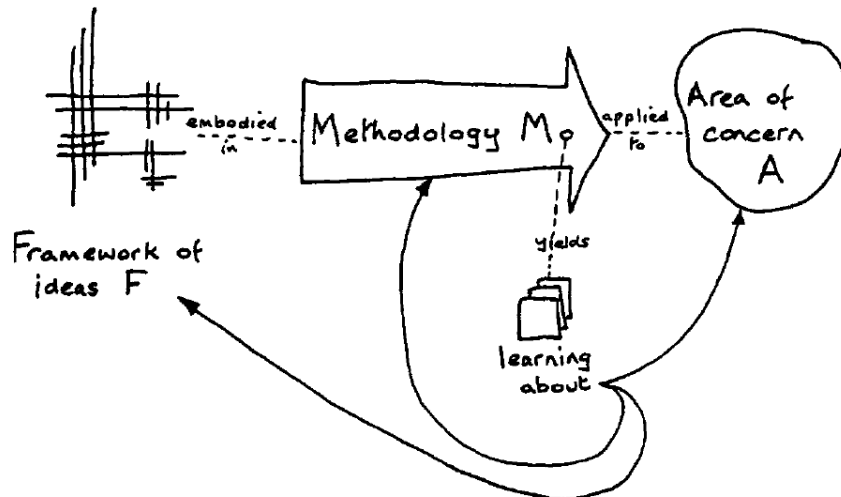 embodied
in
Methodology M
applied
to
Area of
concern
A
Framework of
ideas F
yields
learning
about